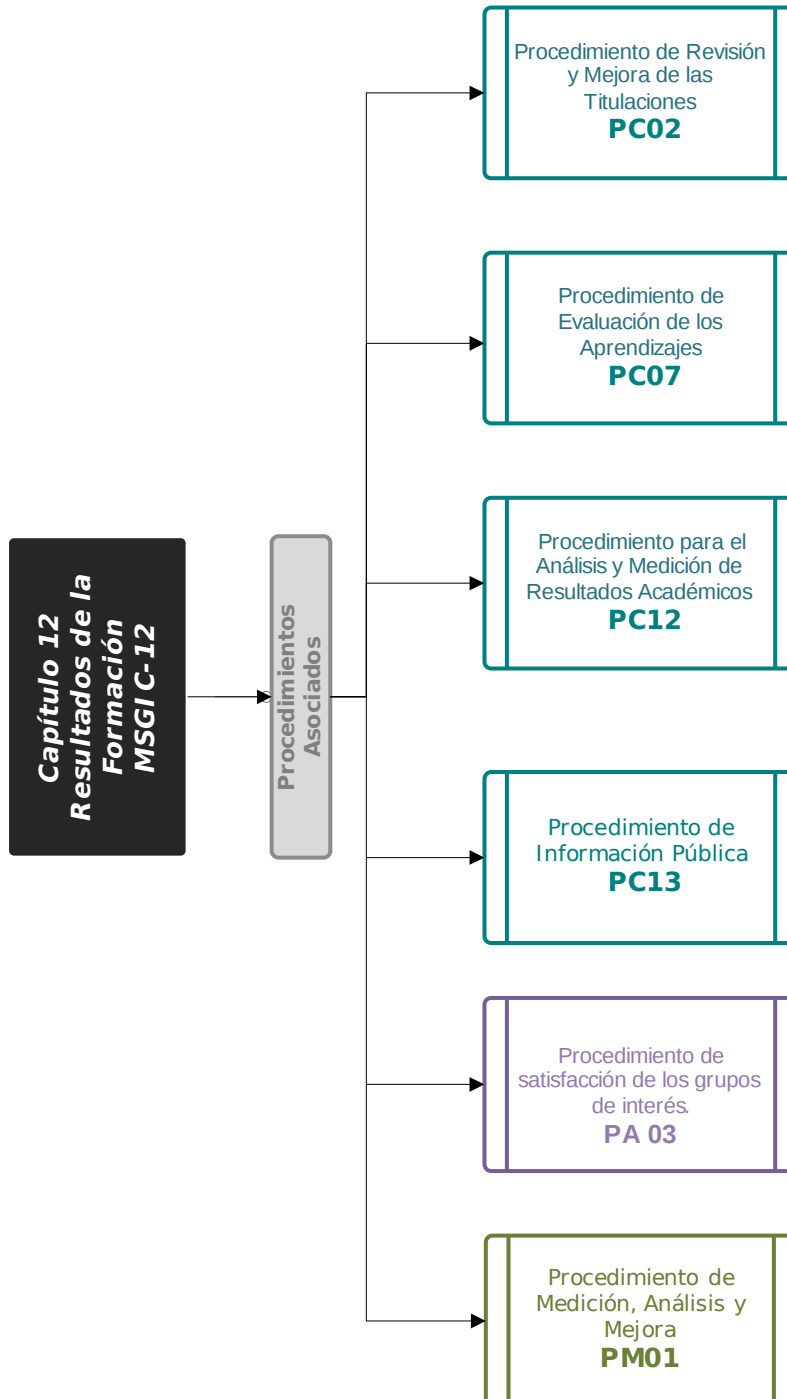 Capítulo 12
Resultados de la
Formación
MSGIC-12
Procedimientos
Asociados
Procedimiento de Revisión
y Mejora de las
Titulaciones
PC02
Procedimiento de
Evaluación de los
Aprendizajes
PC07
Procedimiento para el
Análisis y Medición de
Resultados Académicos
PC12
Procedimiento de
Información Pública
PC13
Procedimiento de
satisfacción de los grupos
de interés.
PA 03
Procedimiento de
Medición, Análisis y
Mejora
PM01